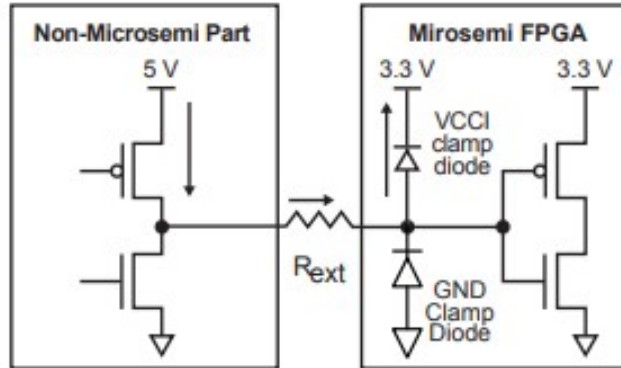 Non-Microsemi Part
Mirosemi FPGA
5 V
3.3 V
3.3 V
VCCI
clamp
diode
Rext
GND
Clamp
Diode